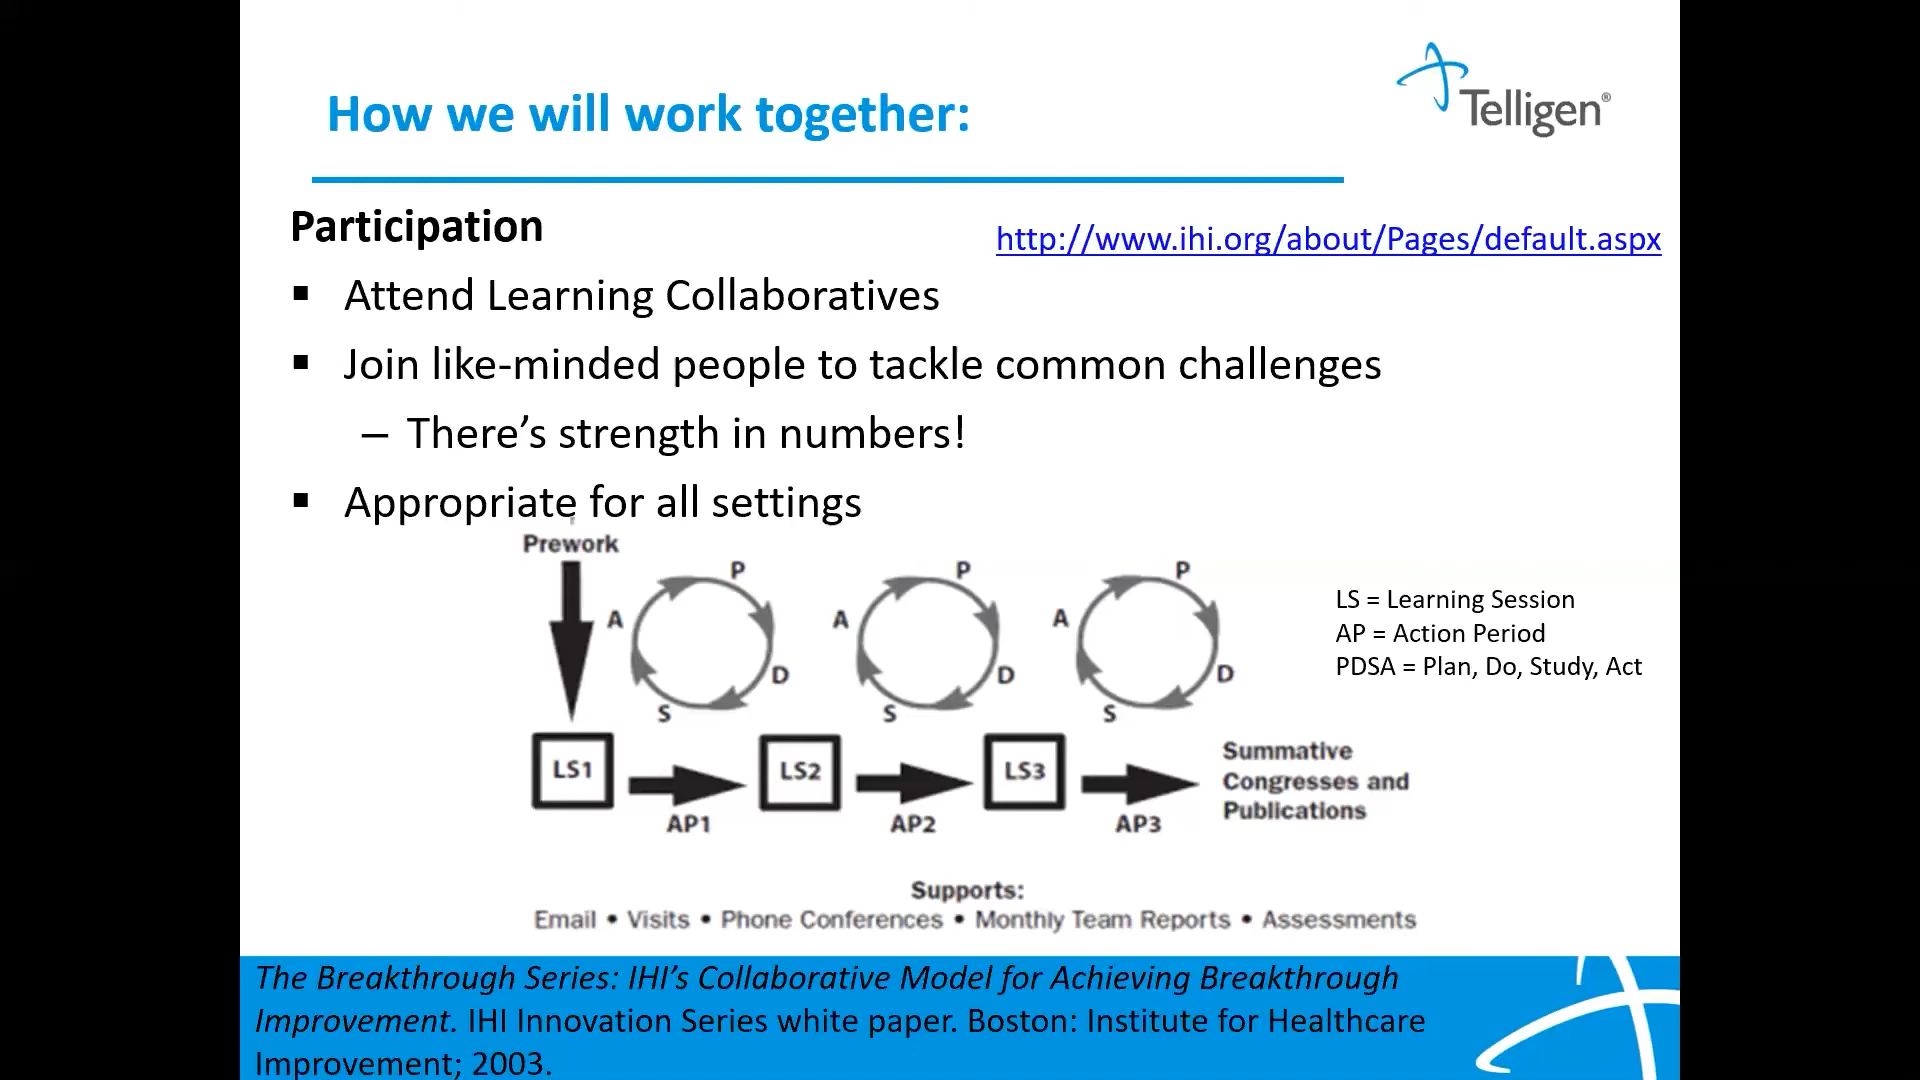 How we will work together:
Telligen®
Participation
http://www.ihi.org/about/Pages/default.aspx
▪ Attend Learning Collaboratives
▪ Join like-minded people to tackle common challenges
– There’s strength in numbers!
▪ Appropriate for all settings
Prework
P
A
D
S
P
A
D
S
P
A
D
S
LS = Learning Session
AP = Action Period
PDSA = Plan, Do, Study, Act
LS1
AP1
LS2
AP2
LS3
AP3
Summative
Congresses and
Publications
Supports:
Email • Visits • Phone Conferences • Monthly Team Reports • Assessments
The Breakthrough Series: IHI’s Collaborative Model for Achieving Breakthrough
Improvement. IHI Innovation Series white paper. Boston: Institute for Healthcare
Improvement; 2003.